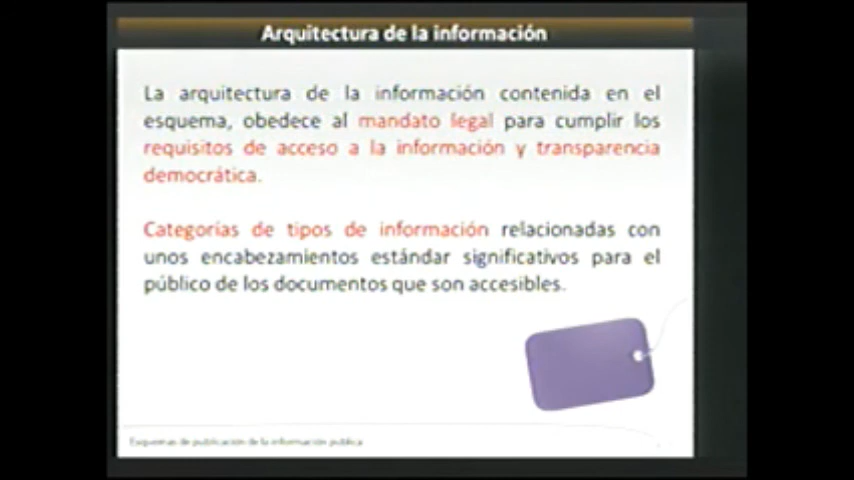 Arquitectura de la información
La arquitectura de la información contenida en el
esquema, obedece al mandato legal para cumplir los
requisitos de acceso a la información y transparencia
democrática.
Categorías de tipos de información relacionadas con
unos encabezamientos estándar significativos para el
público de los documentos que son accesibles.
Esquemas de publicación de la información pública